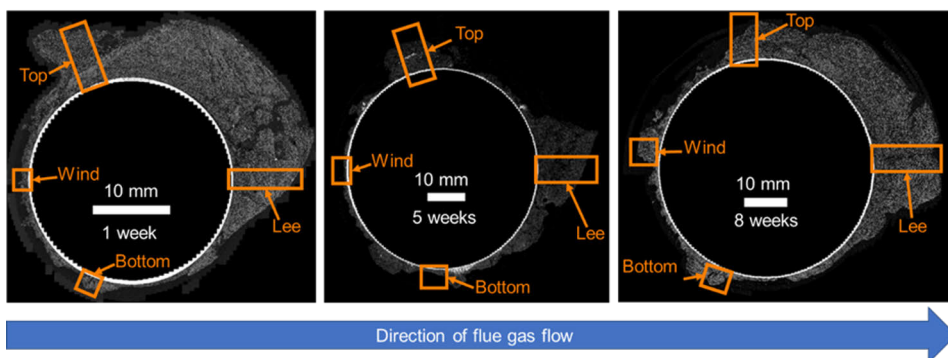 Top
Wind
10 mm
1 week
Lee
Bottom
Top
Wind
10 mm
5 weeks
Lee
Bottom
Top
Wind
10 mm
8 weeks
Lee
Bottom
Direction of flue gas flow